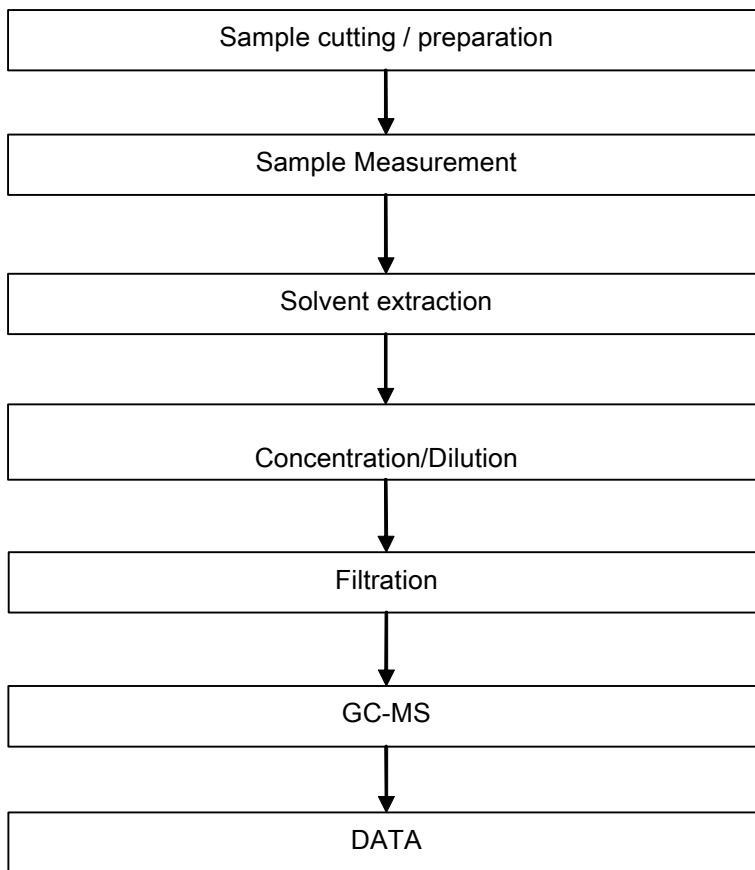 Sample cutting / preparation
Sample Measurement
Solvent extraction
Concentration/Dilution
Filtration
GC-MS
DATA